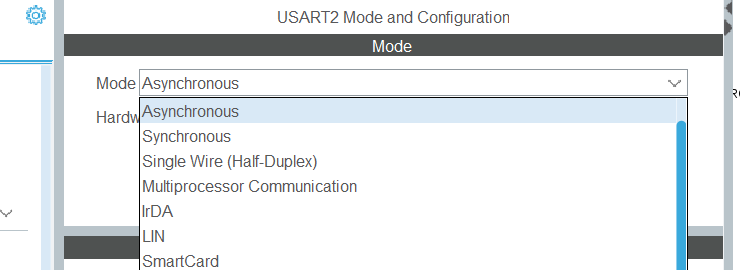 USART2 Mode and Configuration
Mode
Mode Asynchronous
Asynchronous
Hardw
Synchronous
Single Wire (Half-Duplex)
Multiprocessor Communication
IrDA
LIN
SmartCard